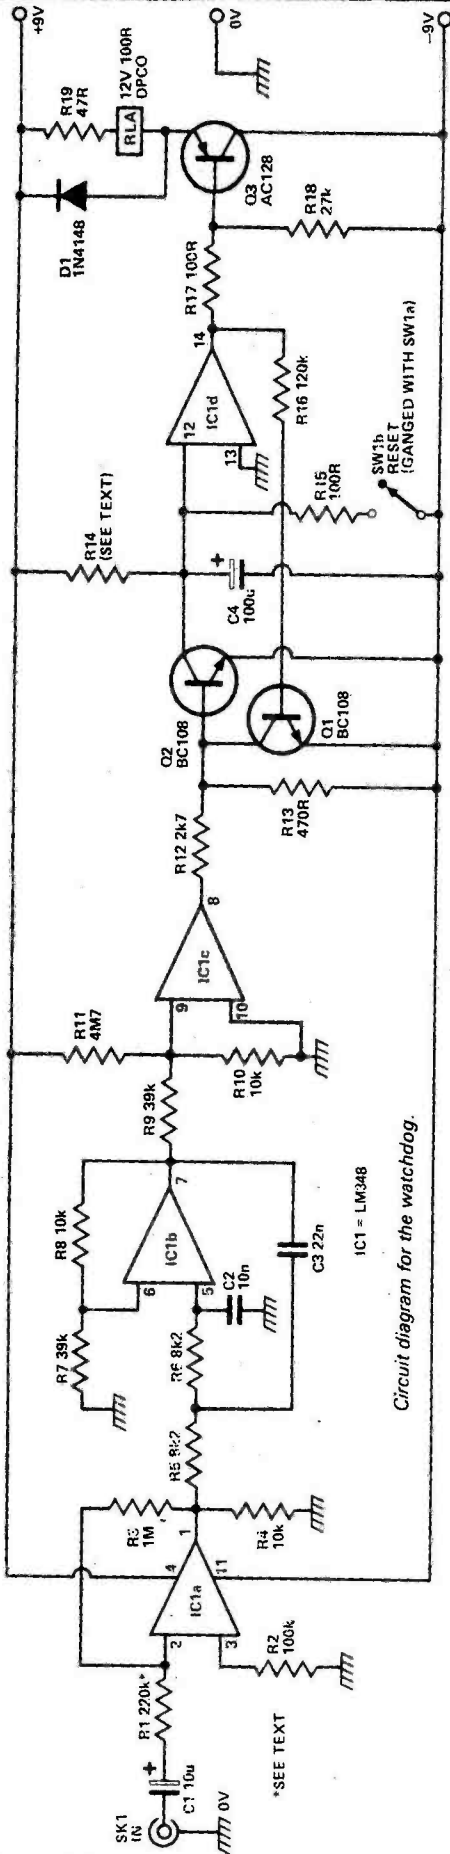 SK1
IN
0V
C1 10u
R1 220k*
*SEE TEXT
2
3
4
11
1
IC1a
R2
100k
R3
1M
R4
10k
R5 8k2
R6 8k2
R7 39k
R8 10k
6
5
7
IC1b
C2
10n
C3 22n
R9 39k
R11
4M7
R10
10k
9
10
8
IC1c
IC1 = LM348
R12 2k7
R13
470R
Q2
BC108
Q1
BC108
R14
(SEE TEXT)
+
C4
100u
12
13
14
IC1d
R15
100R
R16 120k
SW1b
RESET
(GANGED WITH SW1a)
R17 100R
R18
27k
Q3
AC128
D1
1N4148
R19
47R
RLA
12V 100R
DPCO
+9V
0V
-9V
Circuit diagram for the watchdog.